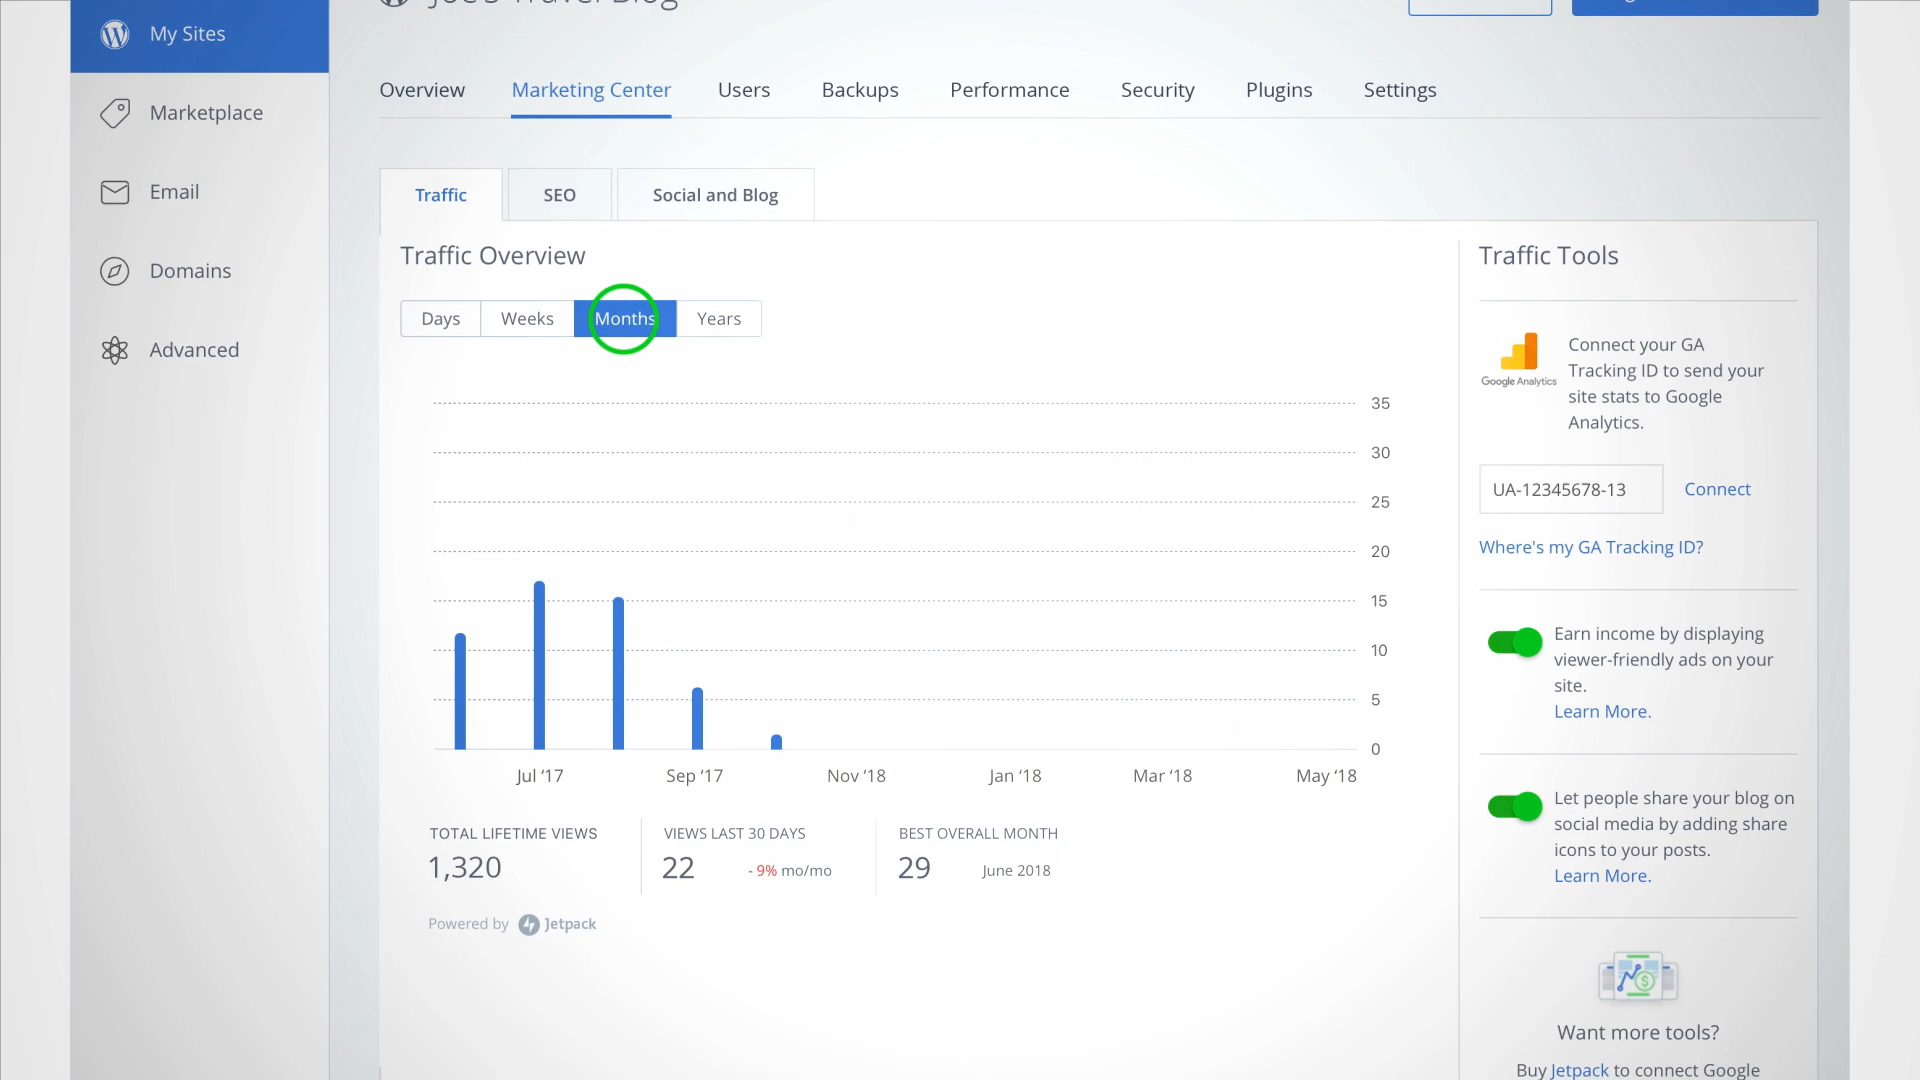 Joe's Travel Blog
My Sites
Overview Marketing Center Users Backups Performance Security Plugins Settings
Marketplace
Email
Domains
Advanced
Traffic SEO Social and Blog
Traffic Overview
Days Weeks Months Years
35
30
25
20
15
10
5
0
Jul ‘17 Sep ‘17 Nov ‘18 Jan ‘18 Mar ‘18 May ‘18
TOTAL LIFETIME VIEWS
1,320
VIEWS LAST 30 DAYS
22 - 9% mo/mo
BEST OVERALL MONTH
29 June 2018
Powered by Jetpack
Traffic Tools
Google Analytics
Connect your GA
Tracking ID to send your
site stats to Google
Analytics.
UA-12345678-13 Connect
Where's my GA Tracking ID?
Earn income by displaying
viewer-friendly ads on your
site.
Learn More.
Let people share your blog on
social media by adding share
icons to your posts.
Learn More.
Want more tools?
Buy Jetpack to connect Google